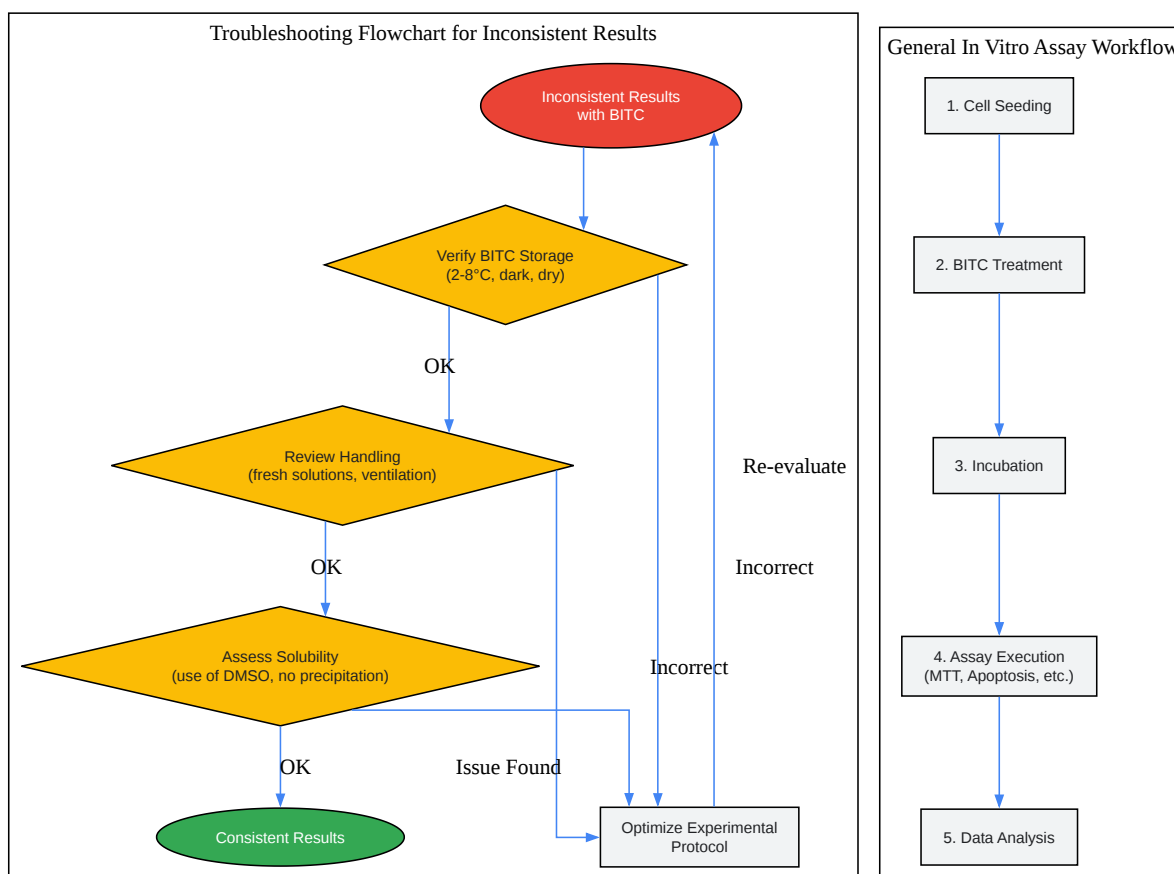 Troubleshooting Flowchart for Inconsistent Results
Inconsistent Results
with BITC
Verify BITC Storage
(2-8°C, dark, dry)
OK
Review Handling
(fresh solutions, ventilation)
Re-evaluate
OK
Incorrect
Assess Solubility
(use of DMSO, no precipitation)
Incorrect
OK
Issue Found
Consistent Results
Optimize Experimental
Protocol
General In Vitro Assay Workflow
1. Cell Seeding
2. BITC Treatment
3. Incubation
4. Assay Execution
(MTT, Apoptosis, etc.)
5. Data Analysis